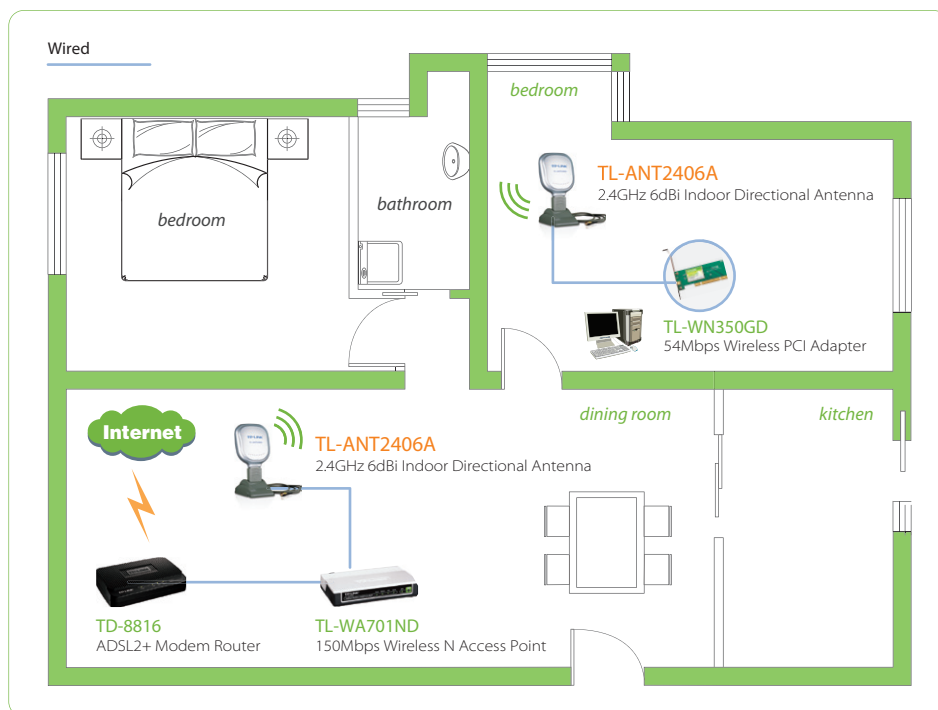 Wired
bedroom
TL-ANT2406A
2.4GHz 6dBi Indoor Directional Antenna
bedroom
bathroom
TL-WN350GD
54Mbps Wireless PCI Adapter
dining room
kitchen
Internet
TL-ANT2406A
2.4GHz 6dBi Indoor Directional Antenna
TD-8816
ADSL2+ Modem Router
TL-WA701ND
150Mbps Wireless N Access Point